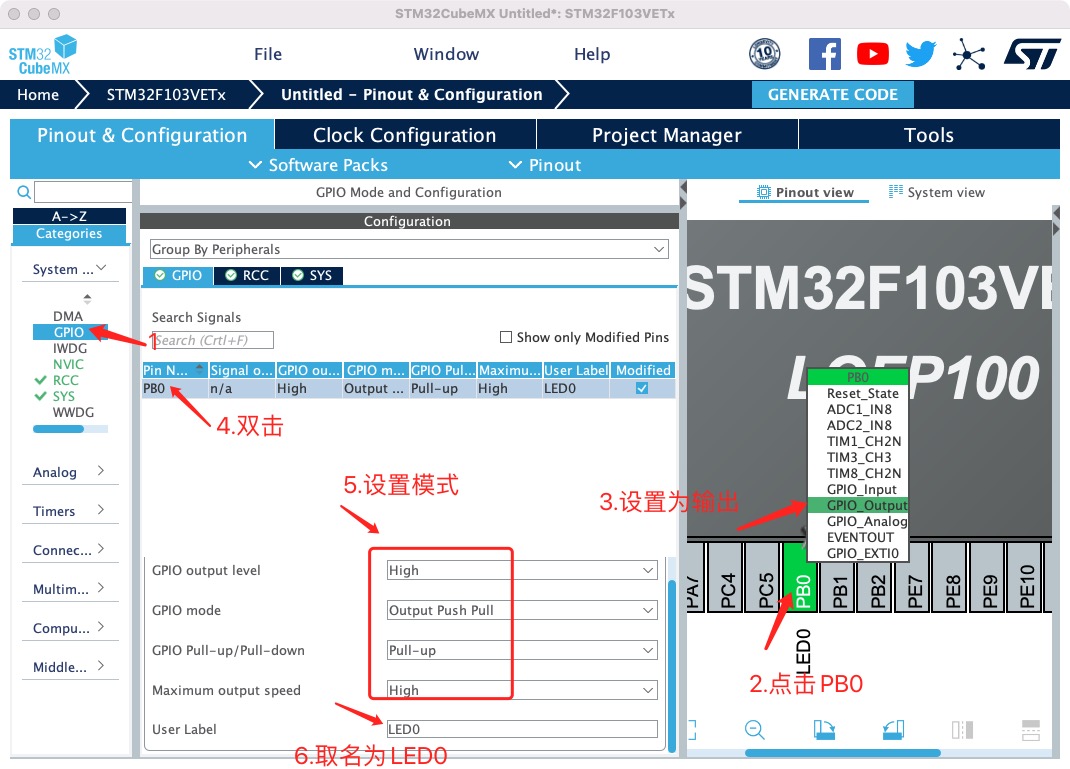 STM32CubeMX Untitled*: STM32F103VETx
STM32
CubeMX
File
Window
Help
10
Home
STM32F103VETx
Untitled – Pinout & Configuration
GENERATE CODE
Pinout & Configuration
Clock Configuration
Project Manager
Tools
Software Packs
Pinout
GPIO Mode and Configuration
Pinout view
System view
A->Z
Categories
Configuration
Group By Peripherals
System ...
GPIO
RCC
SYS
DMA
GPIO
IWDG
NVIC
RCC
SYS
WWDG
Analog
Timers
Connec...
Multim...
Compu...
Middle...
1
Search Signals
Search (Crtl+F)
Show only Modified Pins
Pin N... Signal o... GPIO ou... GPIO m... GPIO Pul... Maximu... User Label Modified
PB0 n/a High Output ... Pull-up High LED0
4.双击
5.设置模式
GPIO output level High
GPIO mode Output Push Pull
GPIO Pull-up/Pull-down Pull-up
Maximum output speed High
User Label LED0
6.取名为LED0
STM32F103VE
LQFP100
PB0
Reset_State
ADC1_IN8
ADC2_IN8
TIM1_CH2N
TIM3_CH3
TIM8_CH2N
GPIO_Input
GPIO_Output
GPIO_Analog
EVENTOUT
GPIO_EXTI0
3.设置为输出
PA7
PC4
PC5
PB0
PB1
PB2
PE7
PE8
PE9
PE10
LED0
2.点击PB0